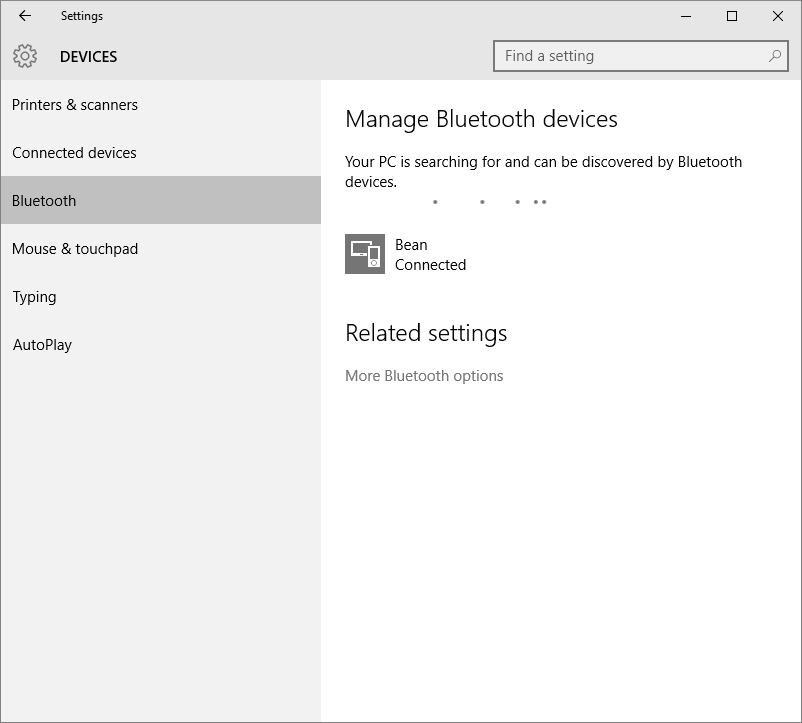 Settings
DEVICES
Find a setting
Printers & scanners
Connected devices
Bluetooth
Mouse & touchpad
Typing
AutoPlay
Manage Bluetooth devices
Your PC is searching for and can be discovered by Bluetooth
devices.
Bean
Connected
Related settings
More Bluetooth options